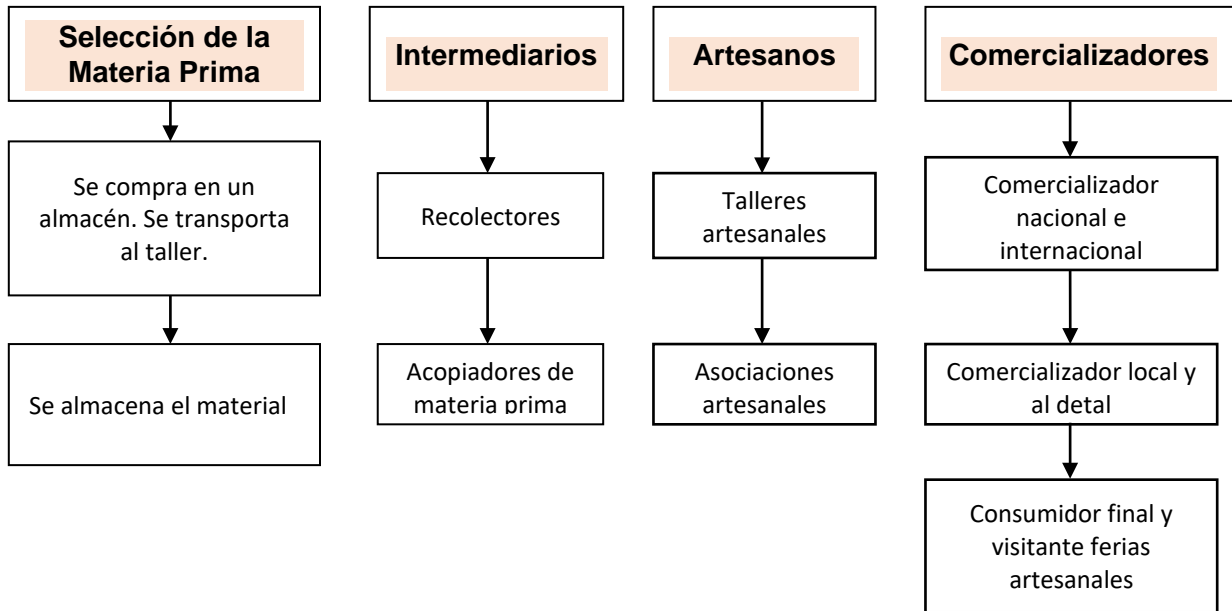 Selección de la
Materia Prima
Se compra en un
almacén. Se transporta
al taller.
Se almacena el material
Intermediarios
Recolectores
Acopiadores de
materia prima
Artesanos
Talleres
artesanales
Asociaciones
artesanales
Comercializadores
Comercializador
nacional e
internacional
Comercializador local y
al detal
Consumidor final y
visitante ferias
artesanales